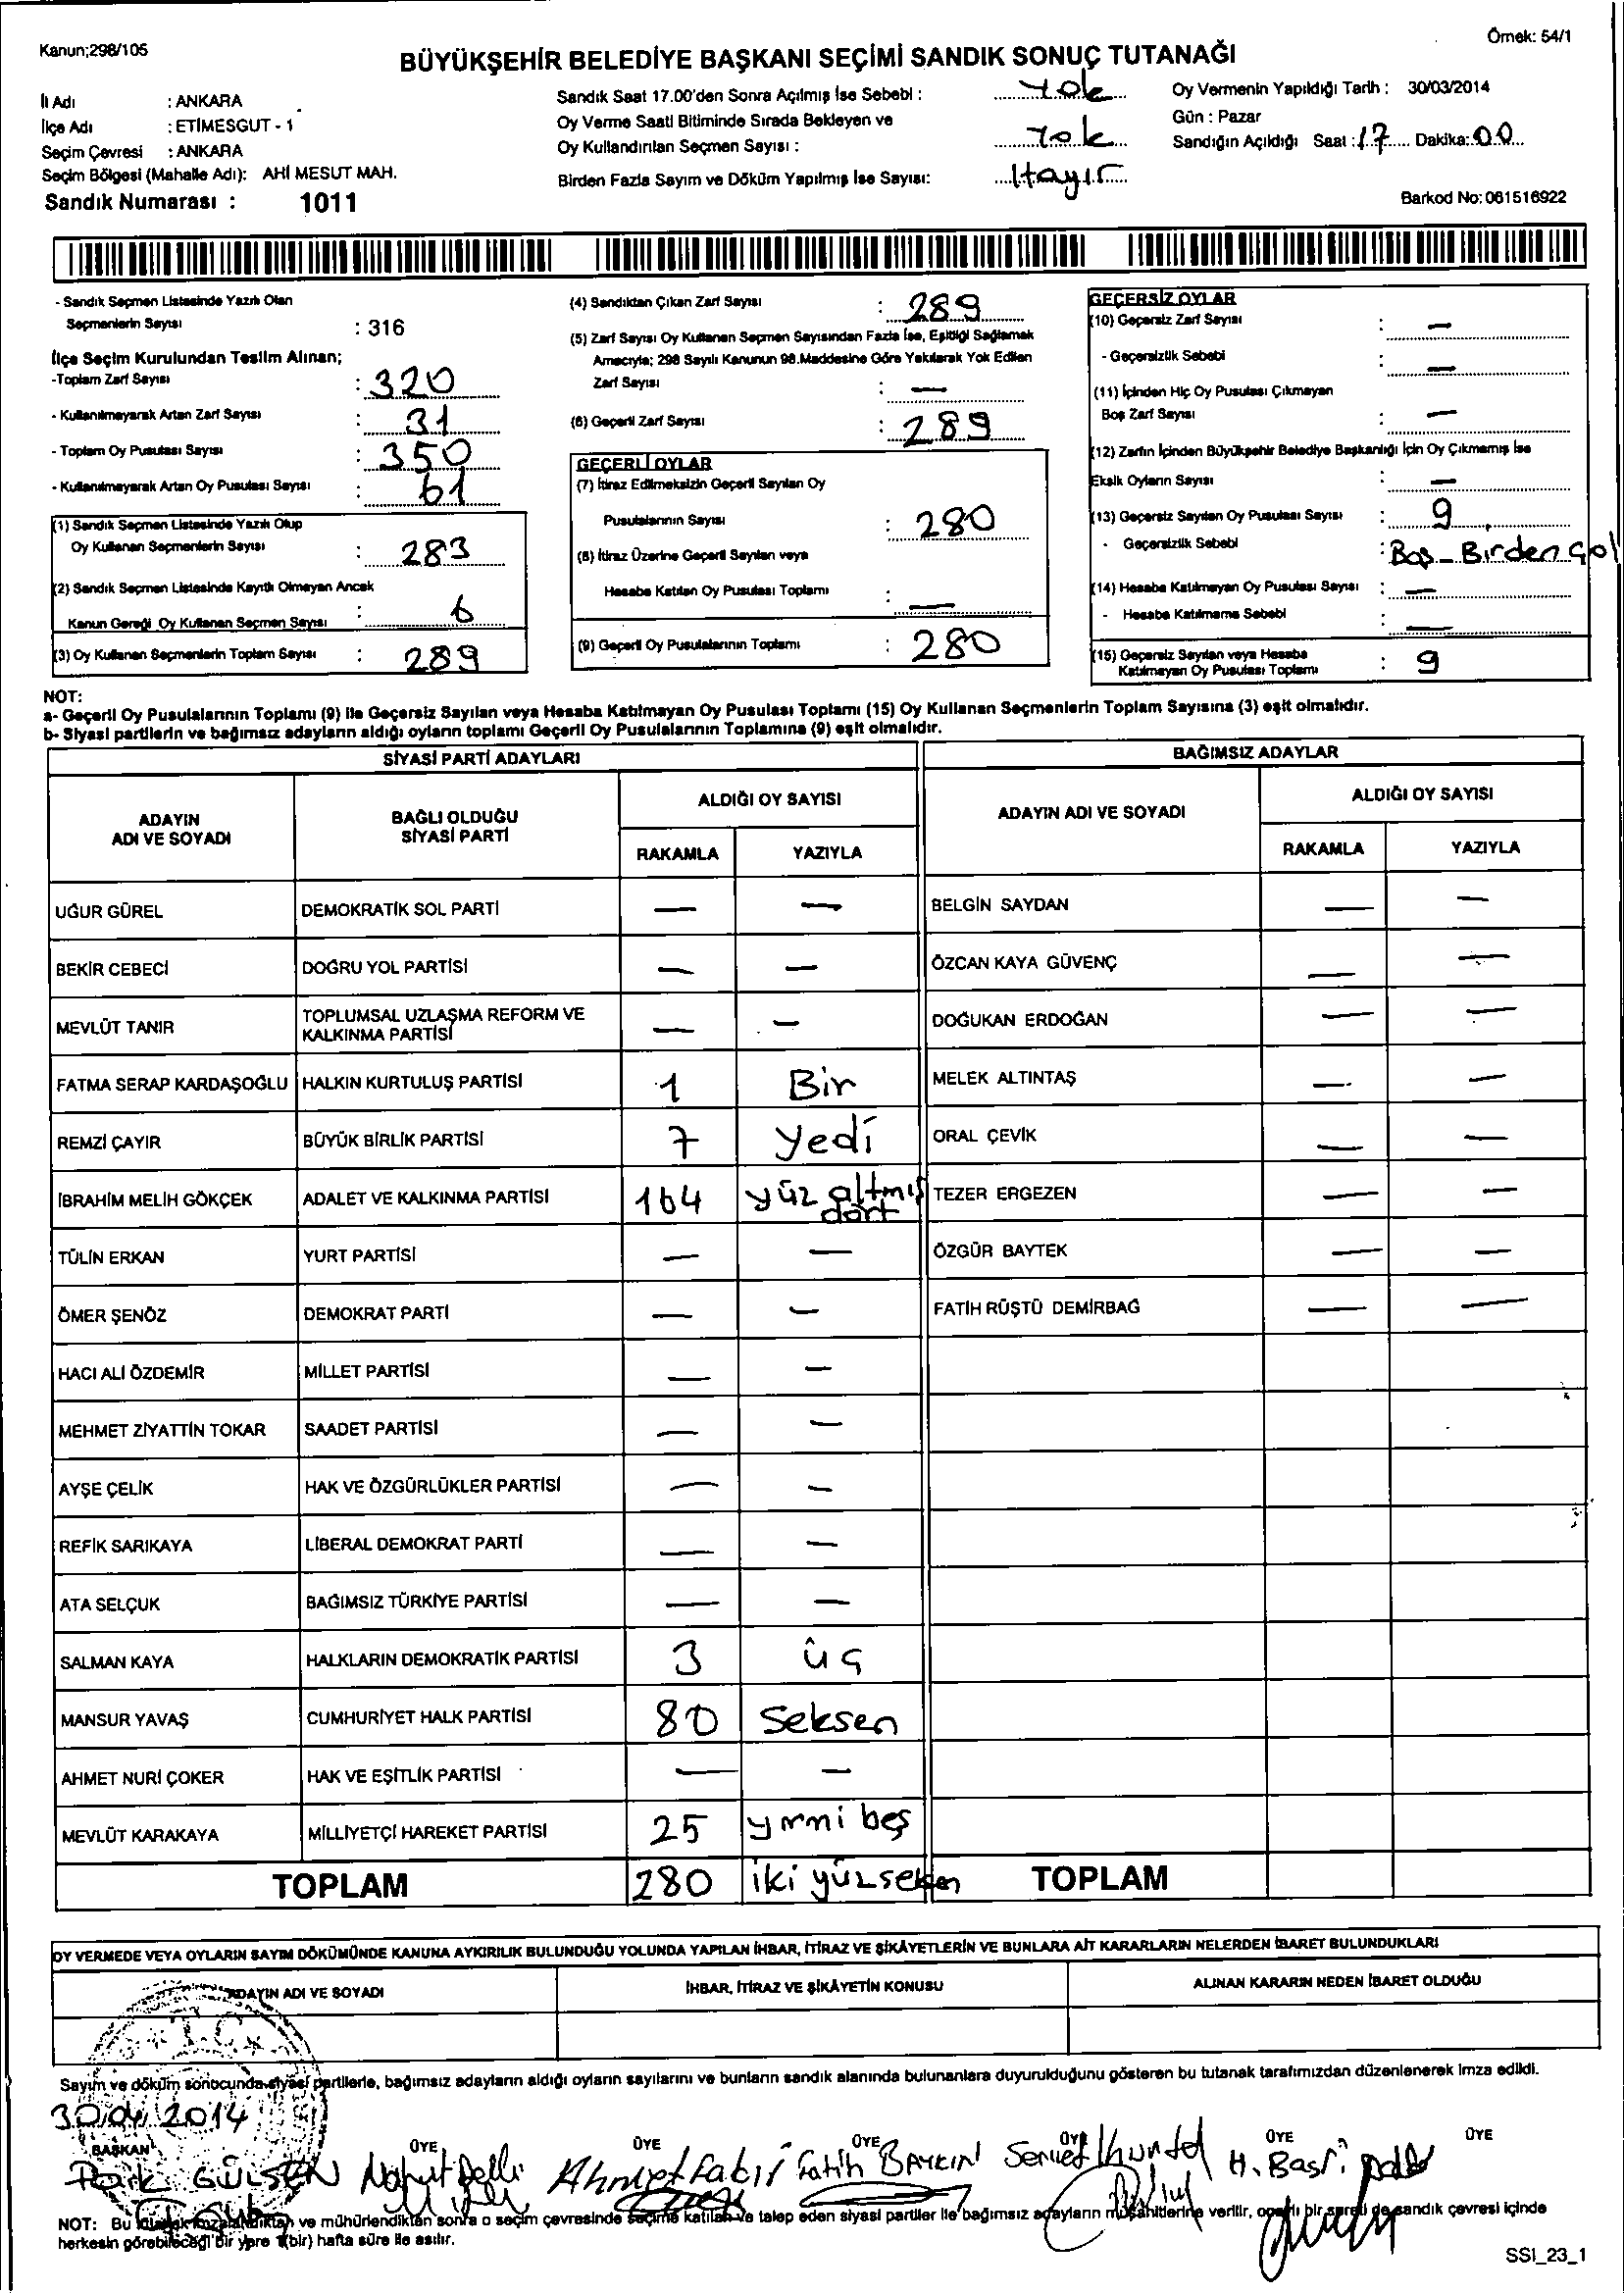 Kanun;298/105
Örnek: 54/1
BÜYÜKŞEHİR BELEDİYE BAŞKANI SEÇİMİ SANDIK SONUÇ TUTANAĞI
İl Adı : ANKARA
İlçe Adı : ETİMESGUT - 1
Seçim Çevresi : ANKARA
Seçim Bölgesi (Mahalle Adı): AHİ MESUT MAH.
Sandık Numarası : 1011
Sandık Saat 17.00'den Sonra Açılmış İse Sebebi : Yok
Oy Verme Saati Bitiminde Sırada Bekleyen ve
Oy Kullandırılan Seçmen Sayısı : Yok
Birden Fazla Sayım ve Döküm Yapılmış İse Sayısı: Hayır
Oy Vermenin Yapıldığı Tarih : 30/03/2014
Gün : Pazar
Sandığın Açıldığı Saat : 17 Dakika: 00
Barkod No: 061516922
- Sandık Seçmen Listesinde Yazılı Olan
Seçmenlerin Sayısı : 316
İlçe Seçim Kurulundan Teslim Alınan;
-Toplam Zarf Sayısı : 320
- Kullanılmayarak Artan Zarf Sayısı : 31
- Toplam Oy Pusulası Sayısı : 350
- Kullanılmayarak Artan Oy Pusulası Sayısı : 61
(1) Sandık Seçmen Listesinde Yazılı Olup
Oy Kullanan Seçmenlerin Sayısı : 283
(2) Sandık Seçmen Listesinde Kayıtlı Olmayan Ancak
Kanun Gereği Oy Kullanan Seçmen Sayısı : 6
(3) Oy Kullanan Seçmenlerin Toplam Sayısı : 289
(4) Sandıktan Çıkan Zarf Sayısı : 289
(5) Zarf Sayısı Oy Kullanan Seçmen Sayısından Fazla İse, Eşitliği Sağlamak
Amacıyla; 298 Sayılı Kanunun 98.Maddesine Göre Yakılarak Yok Edilen
Zarf Sayısı : —
(6) Geçerli Zarf Sayısı : 289
GEÇERLİ OYLAR
(7) İtiraz Edilmeksizin Geçerli Sayılan Oy
Pusulalarının Sayısı : 280
(8) İtiraz Üzerine Geçerli Sayılan veya
Hesaba Katılan Oy Pusulası Toplamı : —
(9) Geçerli Oy Pusulalarının Toplamı : 280
GEÇERSİZ OYLAR
(10) Geçersiz Zarf Sayısı : —
- Geçersizlik Sebebi : —
(11) İçinden Hiç Oy Pusulası Çıkmayan
Boş Zarf Sayısı : —
(12) Zarfın İçinden Büyükşehir Belediye Başkanlığı İçin Oy Çıkmamış İse
Eksik Oyların Sayısı : —
(13) Geçersiz Sayılan Oy Pusulası Sayısı : 9
- Geçersizlik Sebebi : Boş - Birden Çol
(14) Hesaba Katılmayan Oy Pusulası Sayısı : —
- Hesaba Katılmama Sebebi : —
(15) Geçersiz Sayılan veya Hesaba
Katılmayan Oy Pusulası Toplamı : 9
NOT:
a- Geçerli Oy Pusulalarının Toplamı (9) ile Geçersiz Sayılan veya Hesaba Katılmayan Oy Pusulası Toplamı (15) Oy Kullanan Seçmenlerin Toplam Sayısına (3) eşit olmalıdır.
b- Siyasi partilerin ve bağımsız adayların aldığı oyların toplamı Geçerli Oy Pusulalarının Toplamına (9) eşit olmalıdır.
SİYASİ PARTİ ADAYLARI
ADAYIN ADI VE SOYADI
BAĞLI OLDUĞU SİYASİ PARTİ
ALDIĞI OY SAYISI
RAKAMLA YAZIYLA
UĞUR GÜREL DEMOKRATİK SOL PARTİ — —
BEKİR CEBECİ DOĞRU YOL PARTİSİ — —
MEVLÜT TANIR TOPLUMSAL UZLAŞMA REFORM VE KALKINMA PARTİSİ — —
FATMA SERAP KARDAŞOĞLU HALKIN KURTULUŞ PARTİSİ 1 Bir
REMZİ ÇAYIR BÜYÜK BİRLİK PARTİSİ 7 Yedi
İBRAHİM MELİH GÖKÇEK ADALET VE KALKINMA PARTİSİ 164 yüz altmış dört
TÜLİN ERKAN YURT PARTİSİ — —
ÖMER ŞENÖZ DEMOKRAT PARTİ — —
HACI ALİ ÖZDEMİR MİLLET PARTİSİ — —
MEHMET ZİYATTİN TOKAR SAADET PARTİSİ — —
AYŞE ÇELİK HAK VE ÖZGÜRLÜKLER PARTİSİ — —
REFİK SARIKAYA LİBERAL DEMOKRAT PARTİ — —
ATA SELÇUK BAĞIMSIZ TÜRKİYE PARTİSİ — —
SALMAN KAYA HALKLARIN DEMOKRATİK PARTİSİ 3 üç
MANSUR YAVAŞ CUMHURİYET HALK PARTİSİ 80 Seksen
AHMET NURİ ÇOKER HAK VE EŞİTLİK PARTİSİ — —
MEVLÜT KARAKAYA MİLLİYETÇİ HAREKET PARTİSİ 25 yrmi beş
TOPLAM 280 iki yüz seksen
BAĞIMSIZ ADAYLAR
ADAYIN ADI VE SOYADI
ALDIĞI OY SAYISI
RAKAMLA YAZIYLA
BELGİN SAYDAN — —
ÖZCAN KAYA GÜVENÇ — —
DOĞUKAN ERDOĞAN — —
MELEK ALTINTAŞ — —
ORAL ÇEVİK — —
TEZER ERGEZEN — —
ÖZGÜR BAYTEK — —
FATİH RÜŞTÜ DEMİRBAĞ — —
TOPLAM
OY VERMEDE VEYA OYLARIN SAYIM DÖKÜMÜNDE KANUNA AYKIRILIK BULUNDUĞU YOLUNDA YAPILAN İHBAR, İTİRAZ VE ŞİKÂYETLERİN VE BUNLARA AİT KARARLARIN NELERDEN İBARET BULUNDUKLARI
ADAYIN ADI VE SOYADI
İHBAR, İTİRAZ VE ŞİKÂYETİN KONUSU
ALINAN KARARIN NEDEN İBARET OLDUĞU
T.C.
Sayım ve döküm sonucunda siyasi partilerle, bağımsız adayların aldığı oyların sayılarını ve bunların sandık alanında bulunanlara duyurulduğunu gösteren bu tutanak tarafımızdan düzenlenerek imza edildi.
30/04/2014
BAŞKAN ÜYE ÜYE ÜYE ÜYE ÜYE ÜYE
GÜLSEN Ahmet Fatih H. Basri
NOT: Bu tutanak ve mühürlendikten sonra o seçim çevresinde seçime katılan ve talep eden siyasi partiler ile bağımsız adayların müşahitlerine verilir, onaylı bir sureti de sandık çevresi içinde
herkesin görebileceği bir yere 1(bir) hafta süre ile asılır.
SSI_23_1